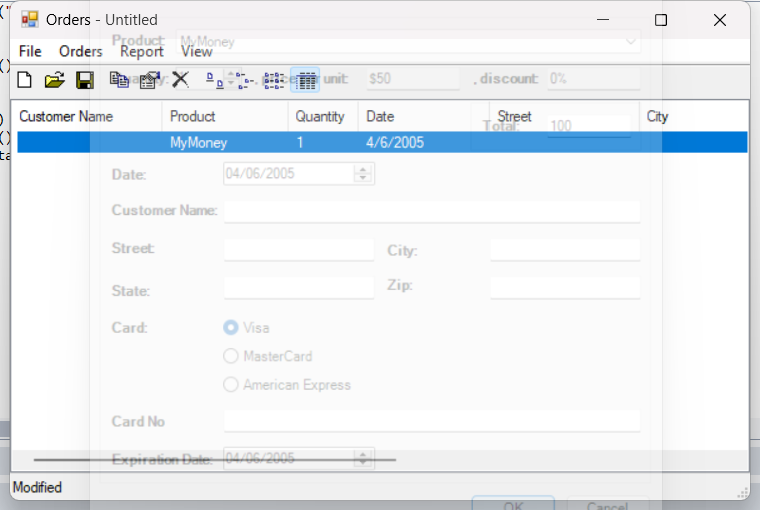 Orders - Untitled
Product: MyMoney
File Orders Report View
unit: $50 , discount: 0%
Customer Name Product Quantity Date Street City
Total: 100
MyMoney 1 4/6/2005
Date: 04/06/2005
Customer Name:
Street: City:
State: Zip:
Card: Visa
MasterCard
American Express
Card No
Expiration Date: 04/06/2005
Modified
OK Cancel